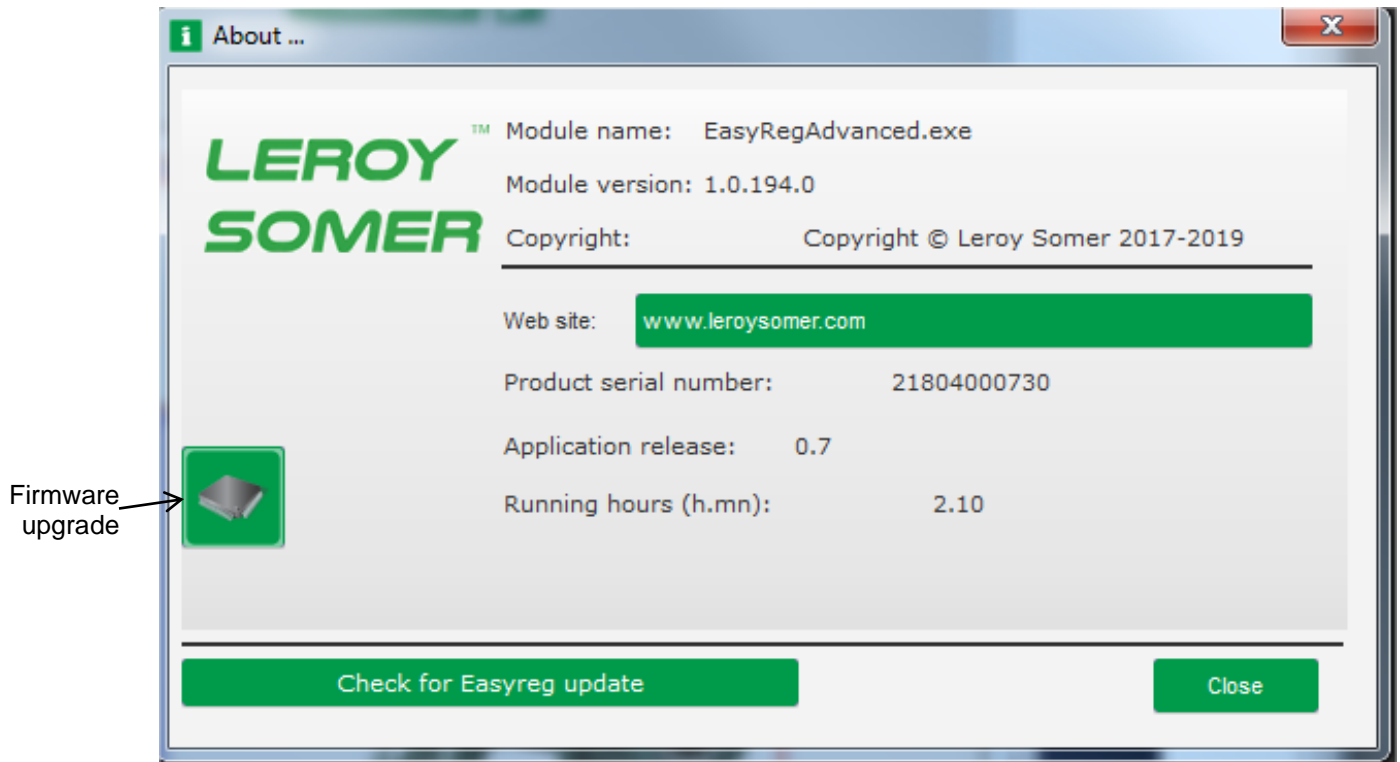 About ...
LEROY™
SOMER
Module name: EasyRegAdvanced.exe
Module version: 1.0.194.0
Copyright: Copyright © Leroy Somer 2017-2019
Web site: www.leroysomer.com
Product serial number: 21804000730
Application release: 0.7
Firmware
upgrade
Running hours (h.mn): 2.10
Check for Easyreg update
Close